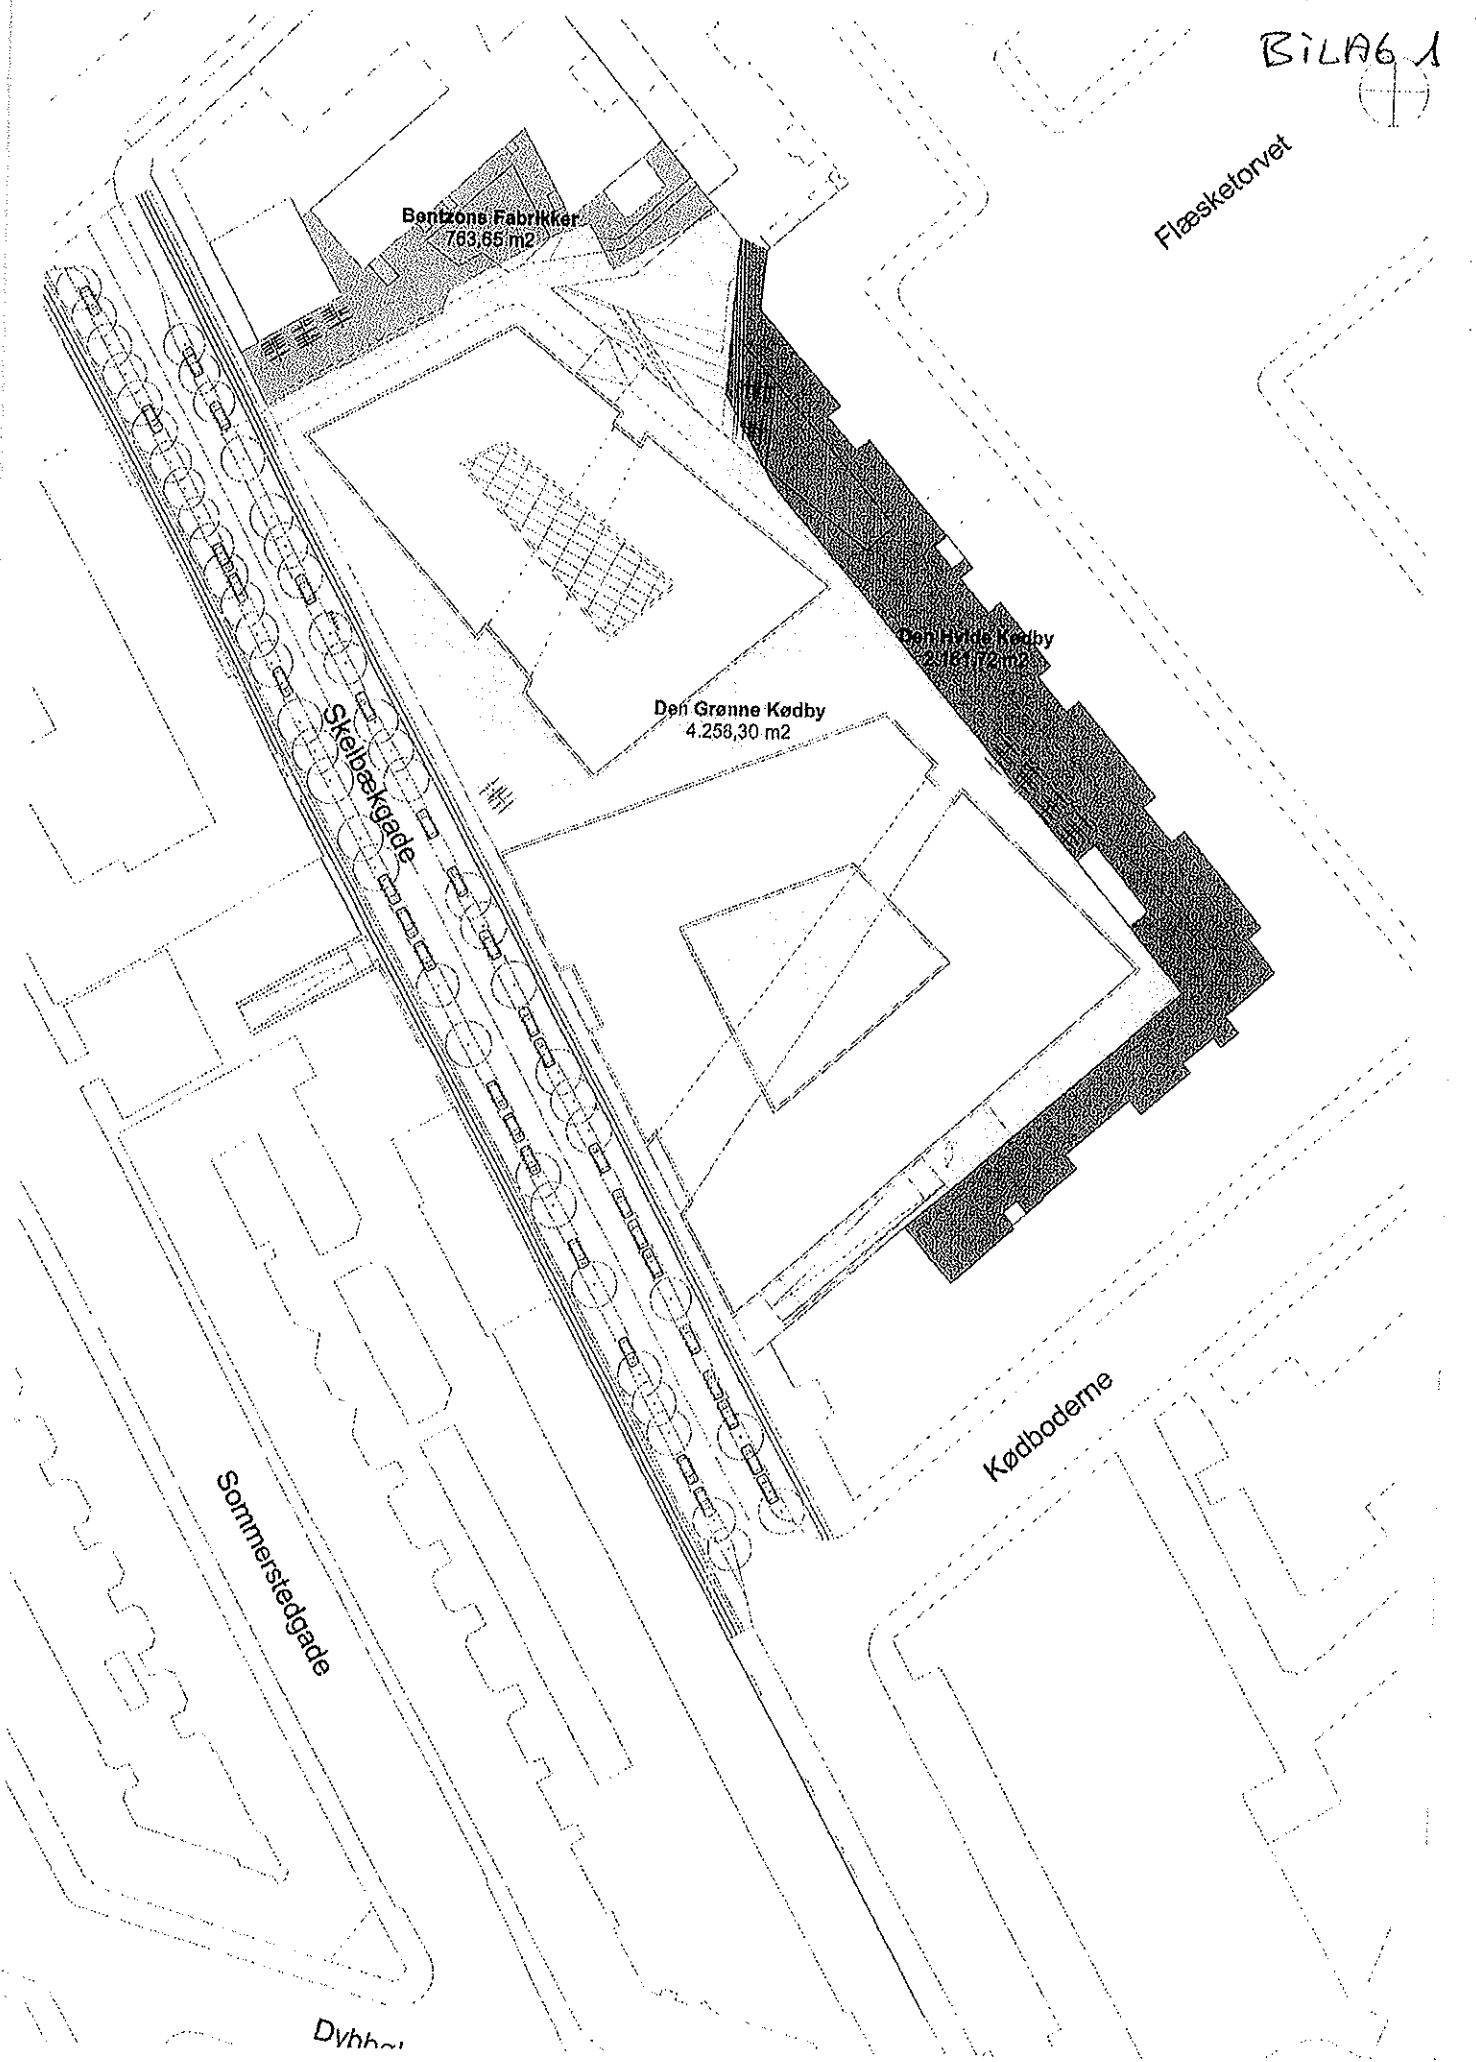 BILAG 1
Flæsketorvet
Bentzons Fabrikker
763,65 m2
Den Hvide Kødby
Den Grønne Kødby
4.258,30 m2
Skelbækgade
Kødboderne
Sommerstedgade